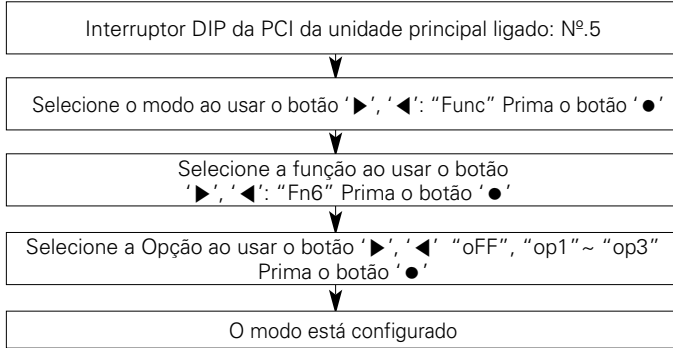 Interruptor DIP da PCI da unidade principal ligado: Nº.5
Selecione o modo ao usar o botão ‘▶’, ‘◀’: “Func” Prima o botão ‘●’
Selecione a função ao usar o botão
‘▶’, ‘◀’: “Fn6” Prima o botão ‘●’
Selecione a Opção ao usar o botão ‘▶’, ‘◀’ “oFF”, “op1”~ “op3”
Prima o botão ‘●’
O modo está configurado